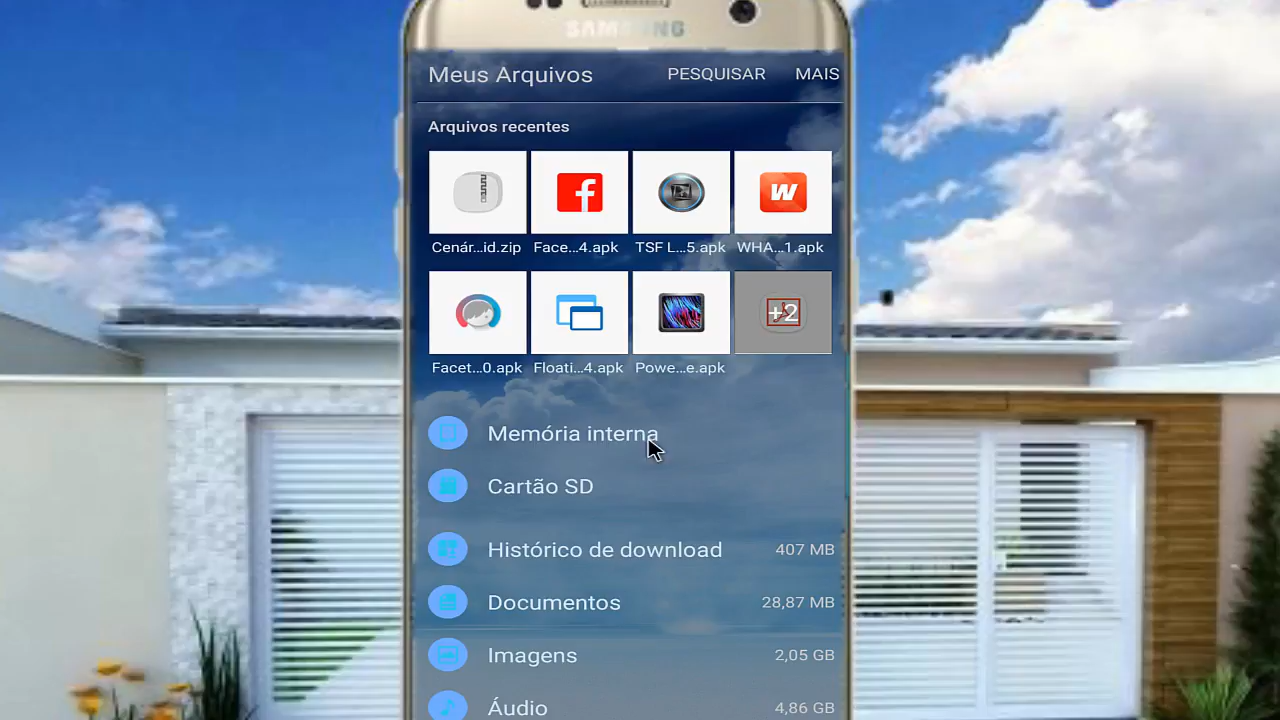 SAMSUNG
Meus Arquivos PESQUISAR MAIS
Arquivos recentes
Cenár...id.zip Face...4.apk TSF L...5.apk WHA...1.apk
+2
Facet...0.apk Floati...4.apk Powe...e.apk
Memória interna
Cartão SD
Histórico de download 407 MB
Documentos 28,87 MB
Imagens 2,05 GB
Áudio 4,86 GB